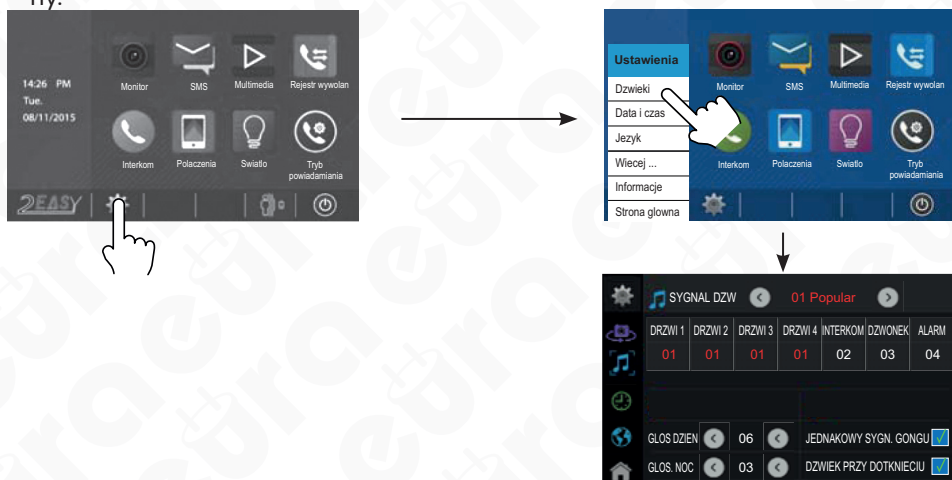 14:26 PM
Tue.
08/11/2015
Monitor
SMS
Multimedia
Rejestr wywolan
Interkom
Polaczenia
Swiatlo
Tryb
powiadamiania
2EASY
Ustawienia
Dzwieki
Data i czas
Jezyk
Wiecej ...
Informacje
Strona glowna
Monitor
SMS
Multimedia
Rejestr wywolan
Interkom
Polaczenia
Swiatlo
Tryb
powiadamiania
SYGNAL DZW
01 Popular
DRZWI 1 DRZWI 2 DRZWI 3 DRZWI 4 INTERKOM DZWONEK ALARM
01 01 01 01 02 03 04
GLOS DZIEN 06 JEDNAKOWY SYGN. GONGU
GLOS. NOC 03 DZWIEK PRZY DOTKNIECIU
eura